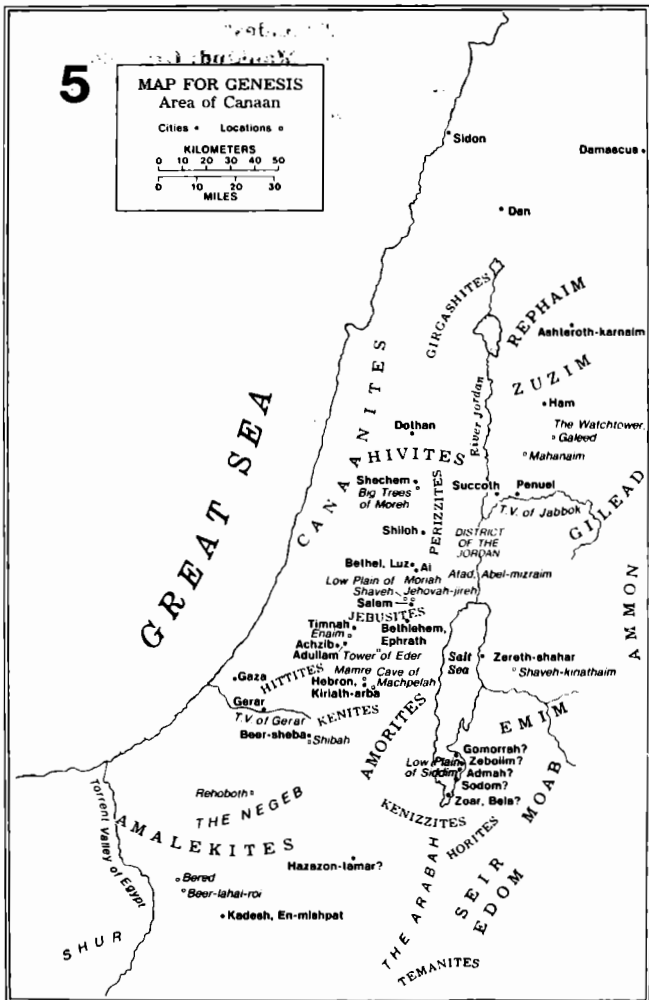 5
MAP FOR GENESIS
Area of Canaan
Cities • Locations o
KILOMETERS
0 10 20 30 40 50
0 10 20 30
MILES
Sidon
Damascus
Dan
GIRGASHITES
REPHAIM
Ashteroth-karnaim
ZUZIM
Ham
The Watchtower,
Galeed
Mahanaim
River Jordan
GREAT SEA
CANAANITES
Dothan
HIVITES
Shechem
Big Trees
of Moreh
PERIZZITES
Succoth
Penuel
T.V. of Jabbok
GILEAD
Shiloh
DISTRICT
OF THE
JORDAN
AMMON
Bethel, Luz
Ai
Low Plain of
Shaveh
Moriah
Jehovah-jireh
Atad, Abel-mizraim
Salem
JEBUSITES
Timnah
Enaim
Bethlehem,
Ephrath
Achzib
Adullam
Tower of Eder
Salt
Sea
Zereth-shahar
Shaveh-kiriathaim
Gaza
HITTITES
Mamre
Cave of
Machpelah
Hebron,
Kiriath-arba
Gerar
T.V. of Gerar
KENITES
AMORITES
EMIM
Beer-sheba
Shibah
Low Plain
of Siddim
Gomorrah?
Zeboiim?
Admah?
Sodom?
Zoar, Bela?
MOAB
Rehoboth
THE NEGEB
KENIZZITES
HORITES
Torrent Valley of Egypt
AMALEKITES
Hazazon-tamar?
THE ARABAH
SEIR
EDOM
Bered
Beer-lahai-roi
Kadesh, En-mishpat
SHUR
TEMANITES